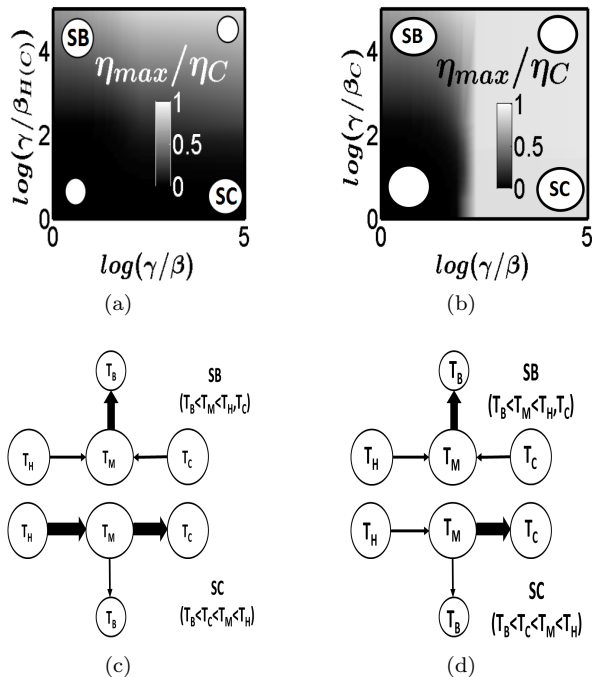 4
2
0
log(γ/β_H(C))
SB
η_max/η_C
1
0.5
0
SC
0
5
log(γ/β)
(a)
4
2
0
log(γ/β_C)
SB
η_max/η_C
1
0.5
0
SC
0
5
log(γ/β)
(b)
T_B
SB
(T_B<T_M<T_H,T_C)
T_H
T_M
T_C
T_H
T_M
T_C
SC
T_B
(T_B<T_C<T_M<T_H)
(c)
T_B
SB
(T_B<T_M<T_H,T_C)
T_H
T_M
T_C
T_H
T_M
T_C
SC
T_B
(T_B<T_C<T_M<T_H)
(d)